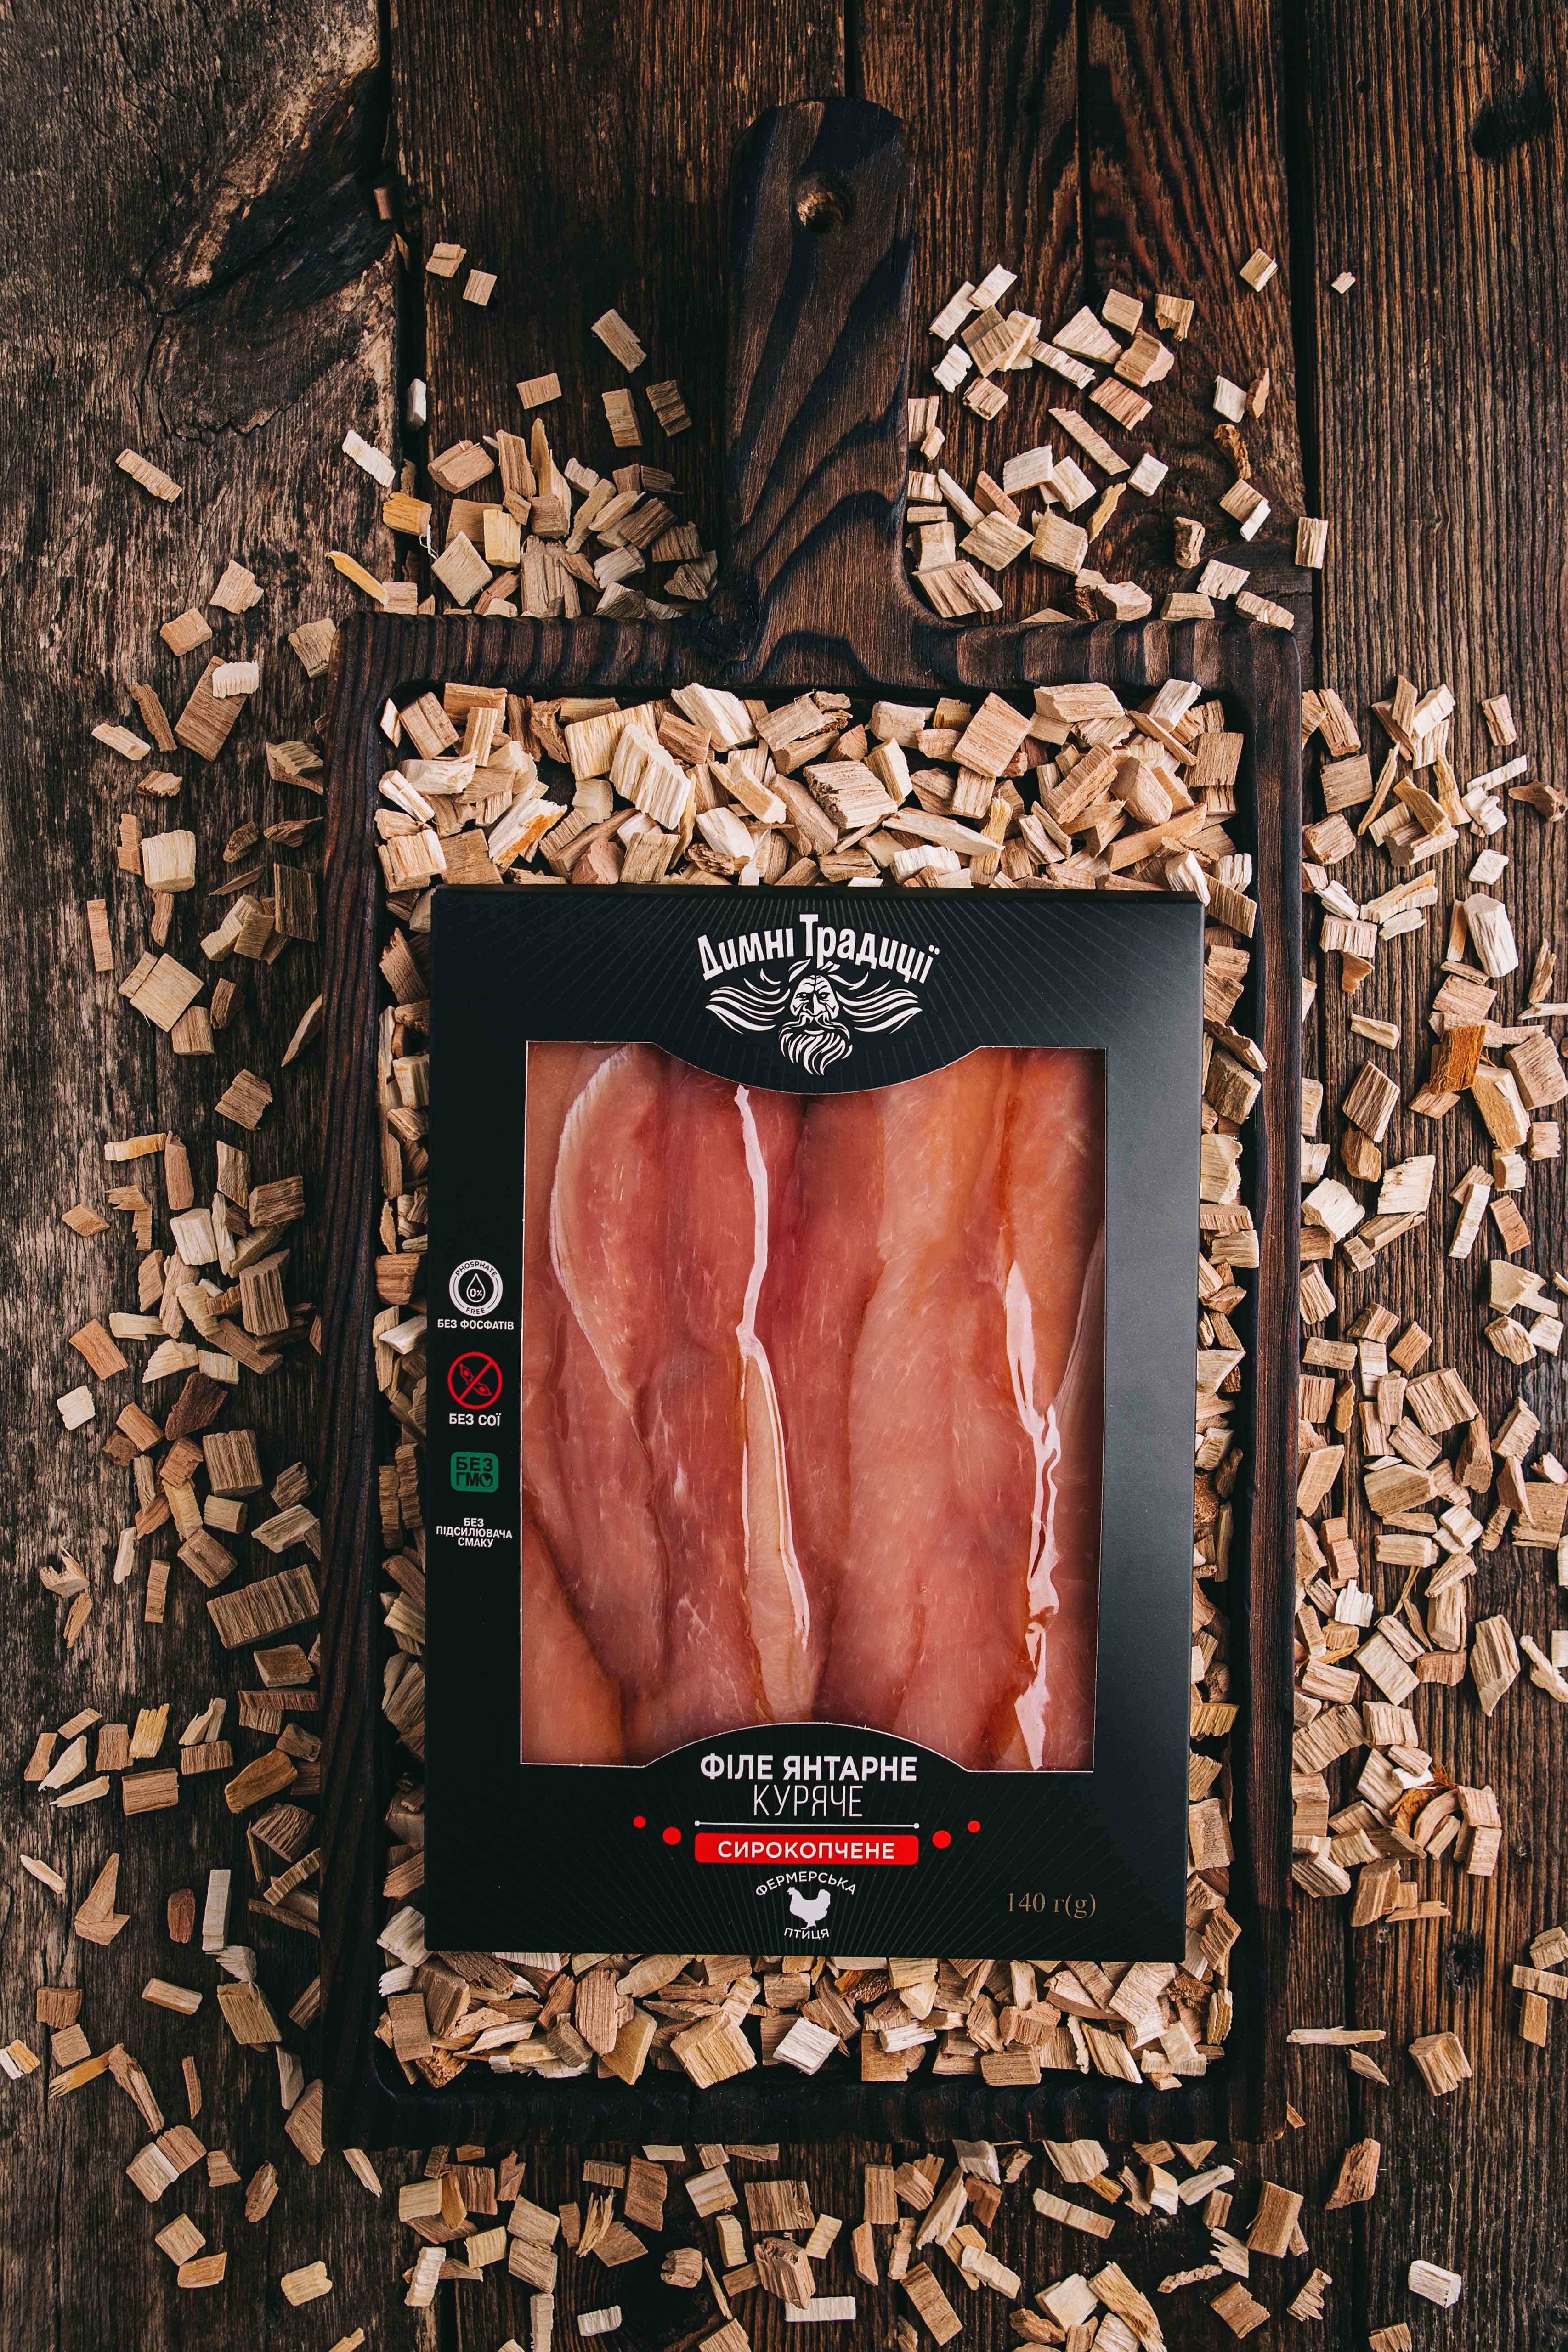 Димні Традиції
PHOSPHATE
0%
FREE
БЕЗ ФОСФАТІВ
БЕЗ СОЇ
БЕЗ
ГМО
БЕЗ
ПІДСИЛЮВАЧА
СМАКУ
ФІЛЕ ЯНТАРНЕ
КУРЯЧЕ
СИРОКОПЧЕНЕ
ФЕРМЕРСЬКА
ПТИЦЯ
140 г(g)